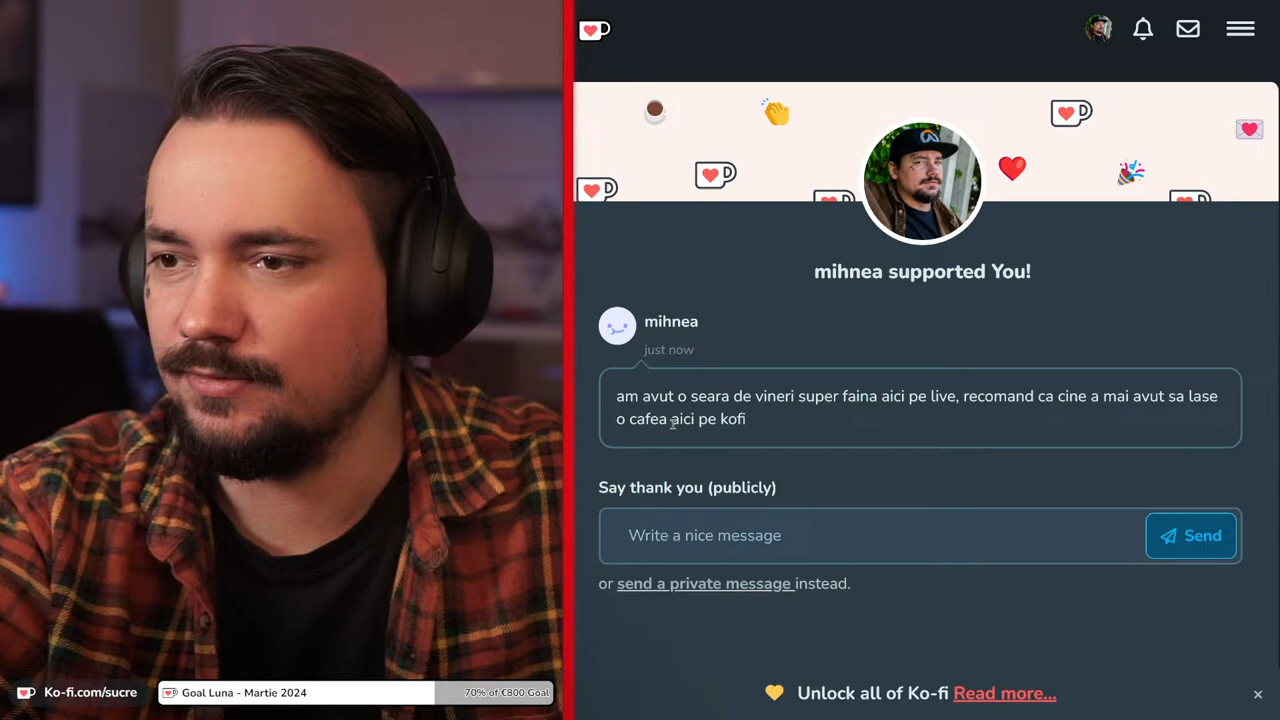 mihnea supported You!
mihnea
just now
am avut o seara de vineri super faina aici pe live, recomand ca cine a mai avut sa lase
o cafea aici pe kofi
Say thank you (publicly)
Write a nice message
Send
or send a private message instead.
Unlock all of Ko-fi Read more...
Ko-fi.com/sucre
Goal Luna - Martie 2024
70% of €800 Goal